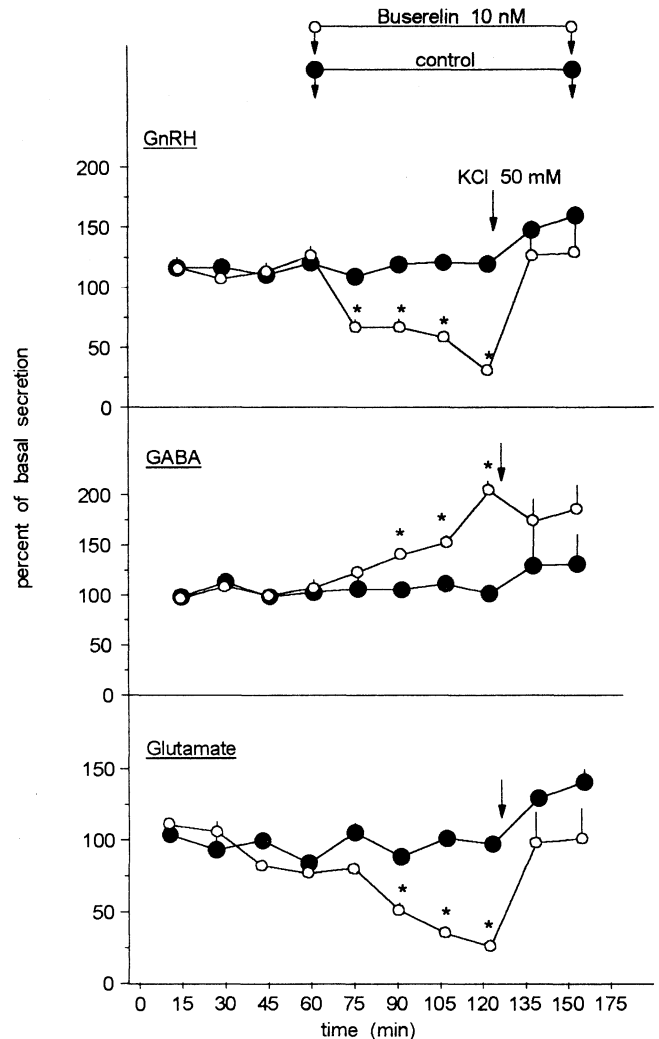 Buserelin 10 nM
control
GnRH
KCl 50 mM
200
150
100
50
0
* * * *
GABA
200
150
100
50
0
* * *
Glutamate
150
100
50
0
* * *
0 15 30 45 60 75 90 105 120 135 150 175
time (min)
percent of basal secretion